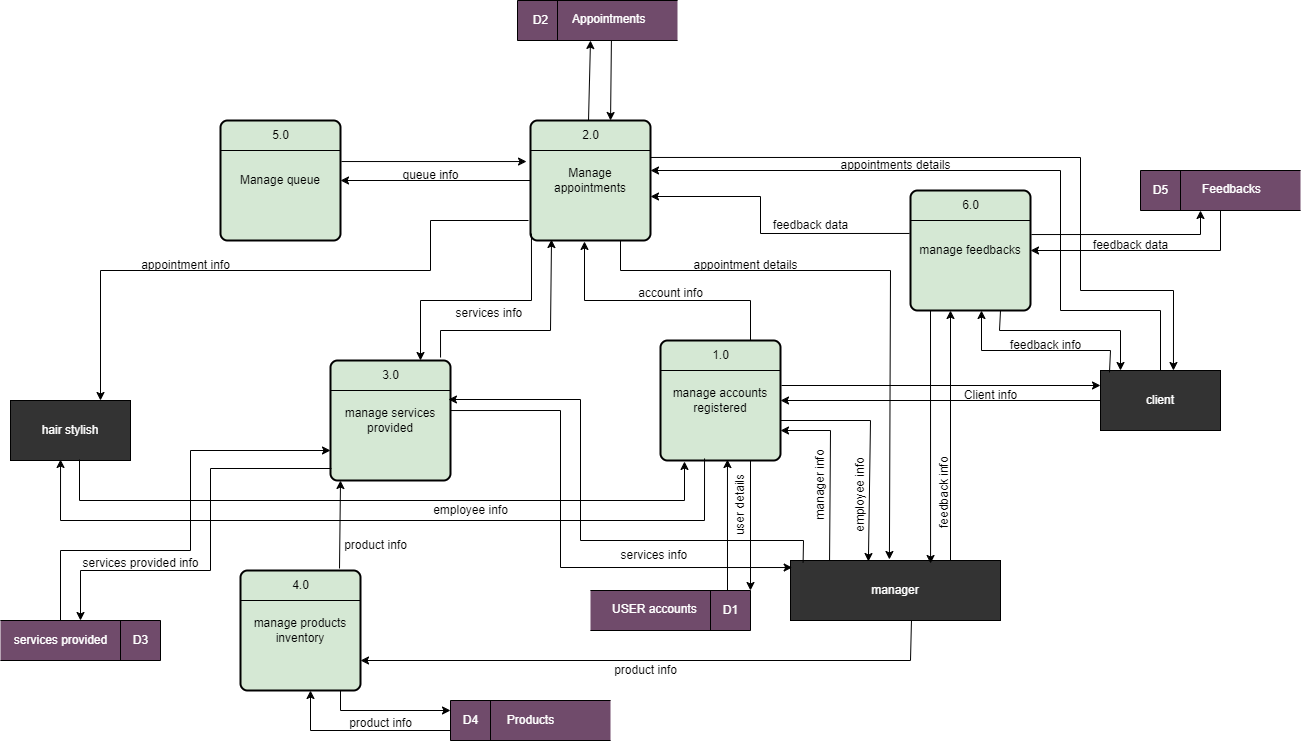 D2 Appointments
5.0
Manage queue
2.0
Manage
appointments
queue info
appointments details
D5 Feedbacks
6.0
manage feedbacks
feedback data
feedback data
appointment info
appointment details
account info
services info
feedback info
1.0
manage accounts
registered
3.0
manage services
provided
Client info
client
hair stylish
manager info
employee info
feedback info
user details
employee info
product info
services info
services provided info
4.0
manage products
inventory
manager
USER accounts D1
services provided D3
product info
product info
D4 Products